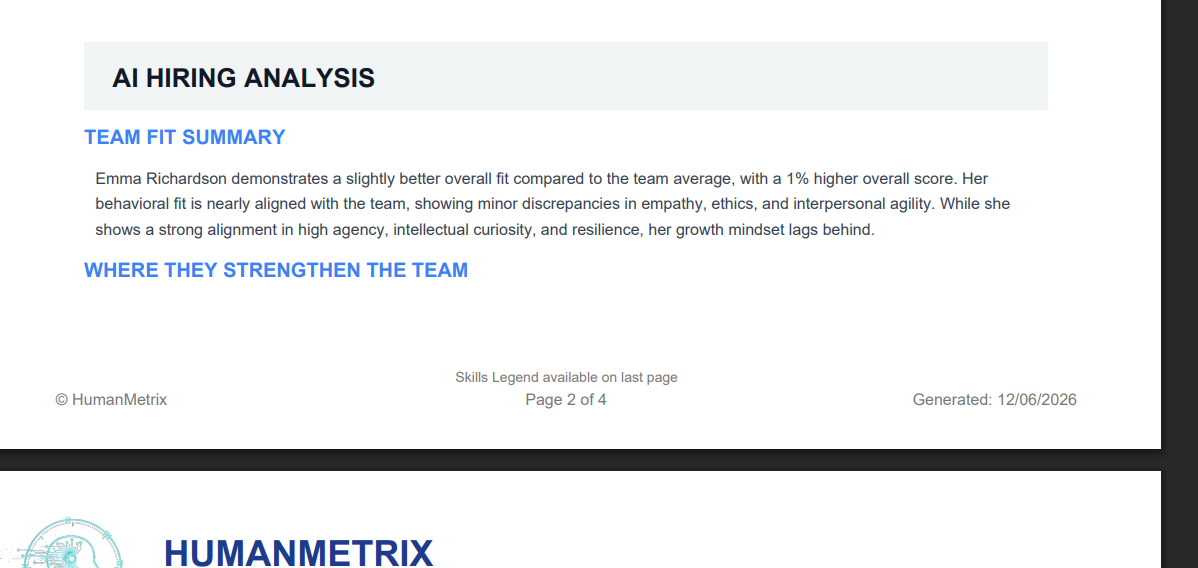 AI HIRING ANALYSIS
TEAM FIT SUMMARY
Emma Richardson demonstrates a slightly better overall fit compared to the team average, with a 1% higher overall score. Her
behavioral fit is nearly aligned with the team, showing minor discrepancies in empathy, ethics, and interpersonal agility. While she
shows a strong alignment in high agency, intellectual curiosity, and resilience, her growth mindset lags behind.
WHERE THEY STRENGTHEN THE TEAM
Skills Legend available on last page
© HumanMetrix
Page 2 of 4
Generated: 12/06/2026
HUMANMETRIX